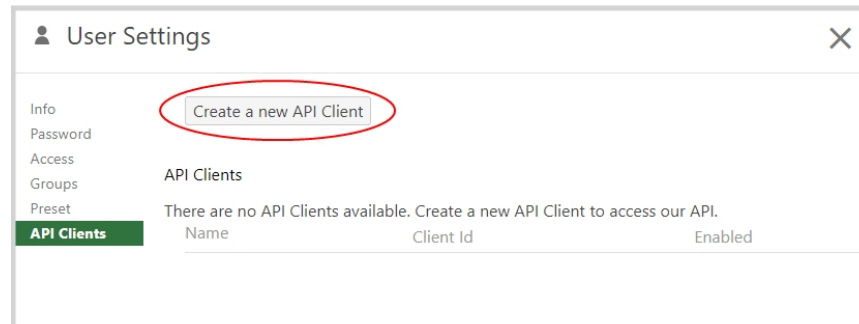 User Settings
Info
Password
Access
Groups
Preset
API Clients
Create a new API Client
API Clients
There are no API Clients available. Create a new API Client to access our API.
Name Client Id Enabled